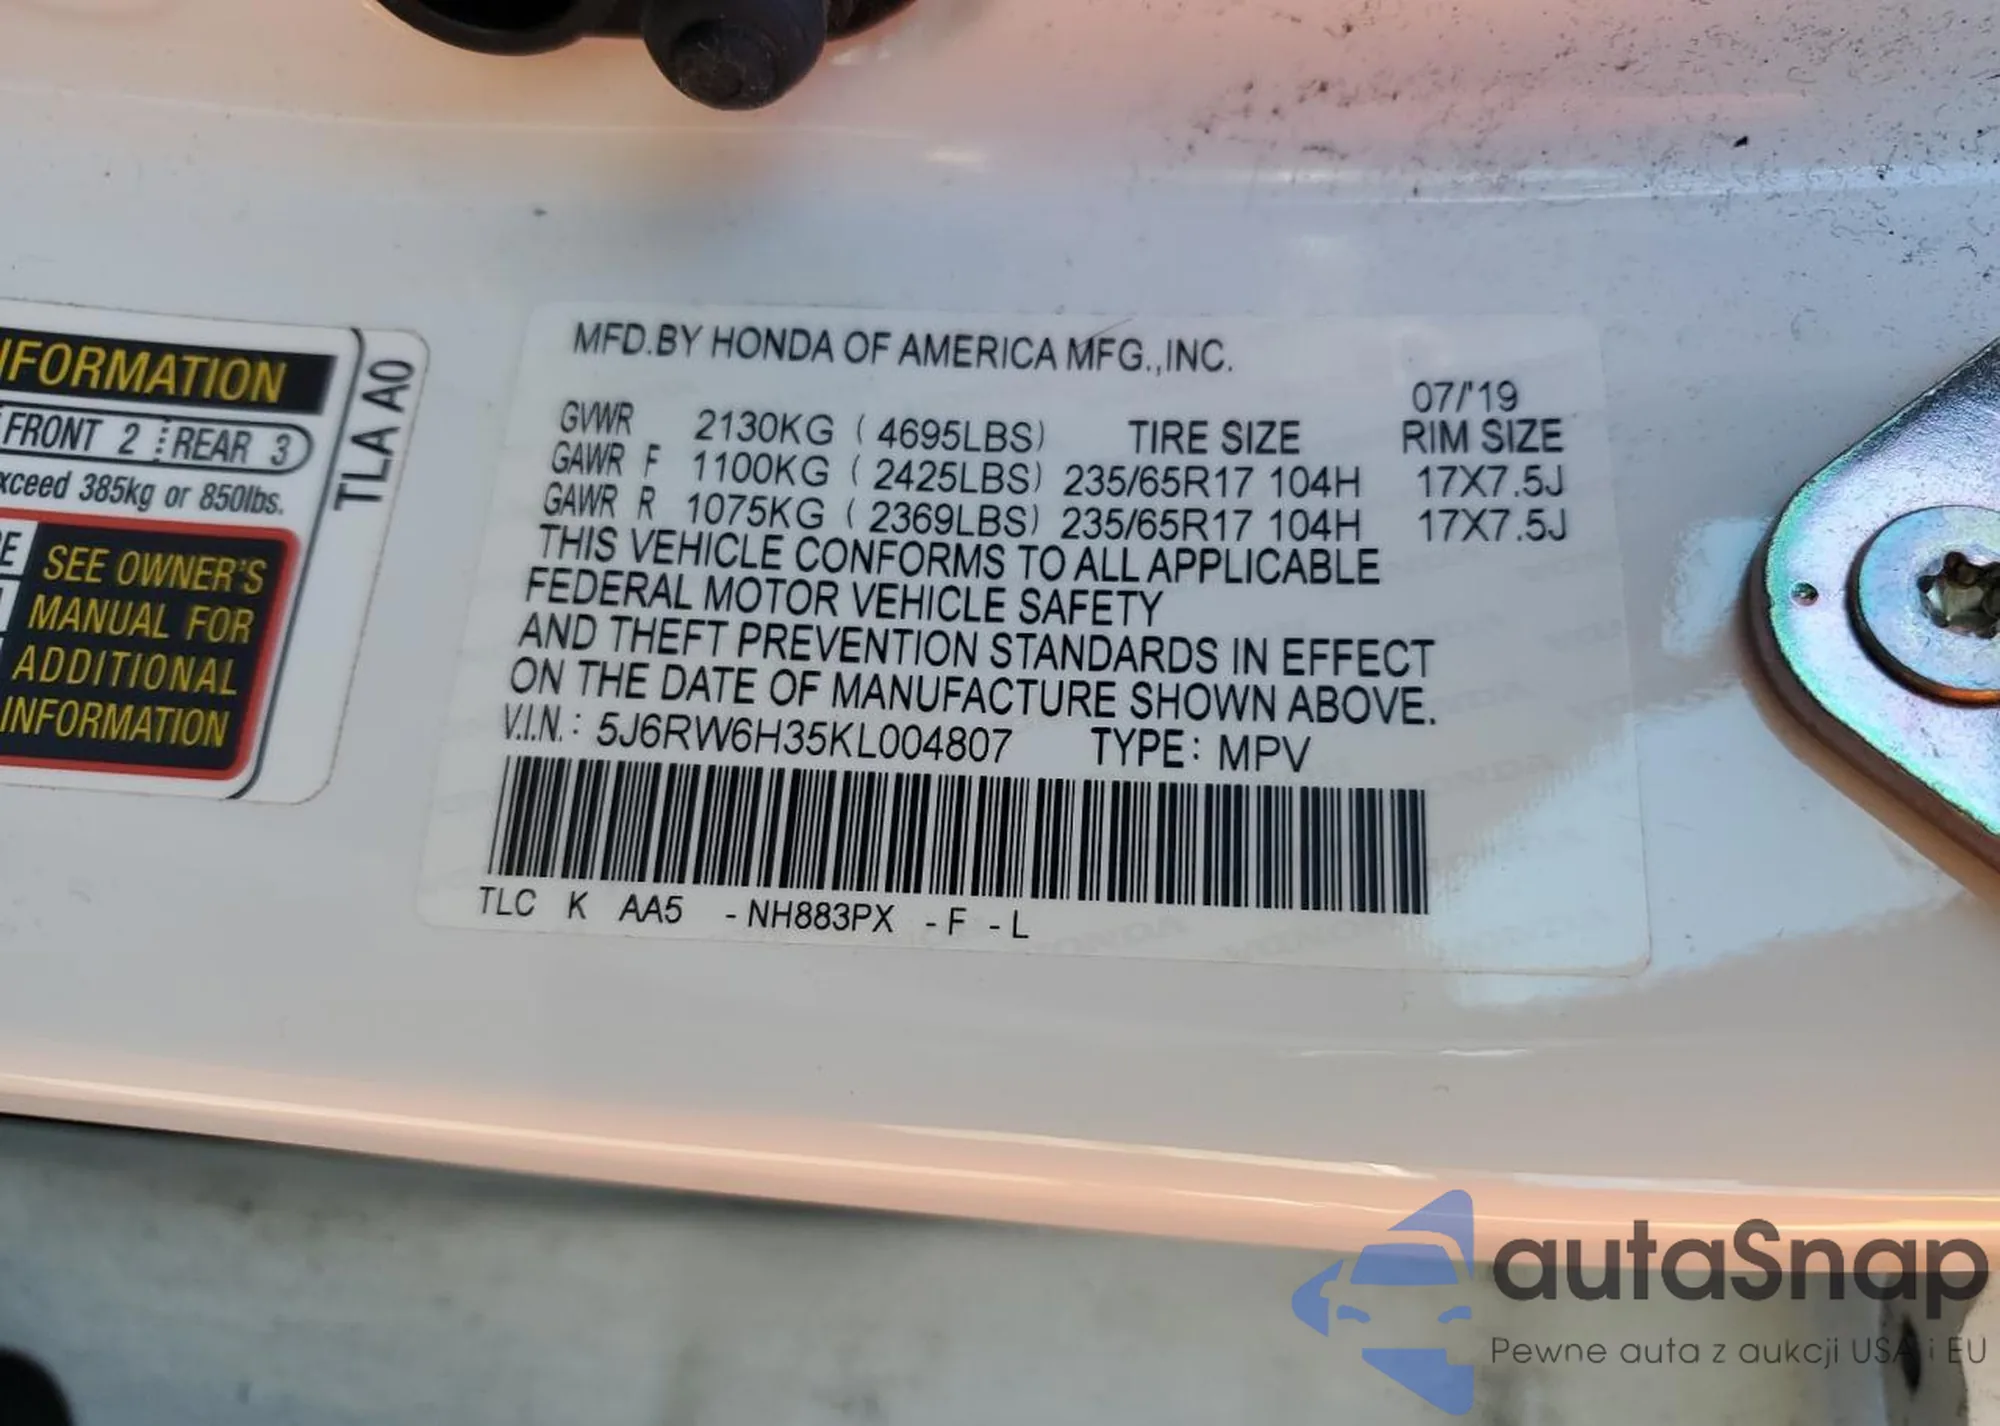 NFORMATION
FRONT 2 REAR 3
xceed 385kg or 850lbs.
SEE OWNER'S
MANUAL FOR
ADDITIONAL
INFORMATION
TLA A0
MFD.BY HONDA OF AMERICA MFG.,INC.
07/'19
GVWR 2130KG ( 4695LBS) TIRE SIZE RIM SIZE
GAWR F 1100KG ( 2425LBS) 235/65R17 104H 17X7.5J
GAWR R 1075KG ( 2369LBS) 235/65R17 104H 17X7.5J
THIS VEHICLE CONFORMS TO ALL APPLICABLE
FEDERAL MOTOR VEHICLE SAFETY
AND THEFT PREVENTION STANDARDS IN EFFECT
ON THE DATE OF MANUFACTURE SHOWN ABOVE.
V.I.N.: 5J6RW6H35KL004807 TYPE: MPV
TLC K AA5 -NH883PX -F -L
autaSnap
Pewne auta z aukcji USA i EU